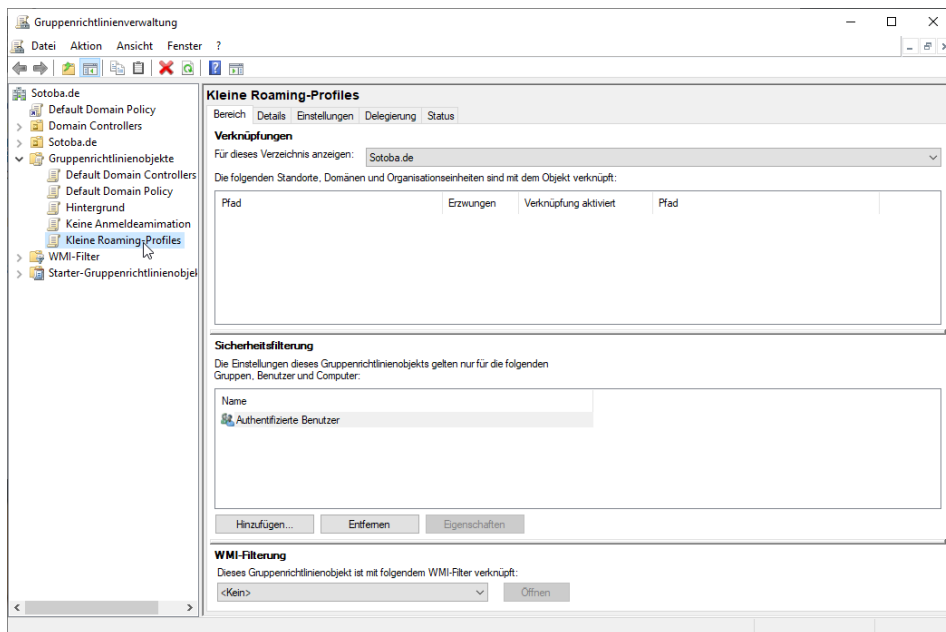 Gruppenrichtlinienverwaltung
Datei Aktion Ansicht Fenster ?
Sotoba.de
Default Domain Policy
Domain Controllers
Sotoba.de
Gruppenrichtlinienobjekte
Default Domain Controllers
Default Domain Policy
Hintergrund
Keine Anmeldeamimation
Kleine Roaming-Profiles
WMI-Filter
Starter-Gruppenrichtlinienobjek
Kleine Roaming-Profiles
Bereich Details Einstellungen Delegierung Status
Verknüpfungen
Für dieses Verzeichnis anzeigen: Sotoba.de
Die folgenden Standorte, Domänen und Organisationseinheiten sind mit dem Objekt verknüpft:
Pfad Erzwungen Verknüpfung aktiviert Pfad
Sicherheitsfilterung
Die Einstellungen dieses Gruppenrichtlinienobjekts gelten nur für die folgenden
Gruppen, Benutzer und Computer:
Name
Authentifizierte Benutzer
Hinzufügen... Entfernen Eigenschaften
WMI-Filterung
Dieses Gruppenrichtlinienobjekt ist mit folgendem WMI-Filter verknüpft:
<Kein> Öffnen